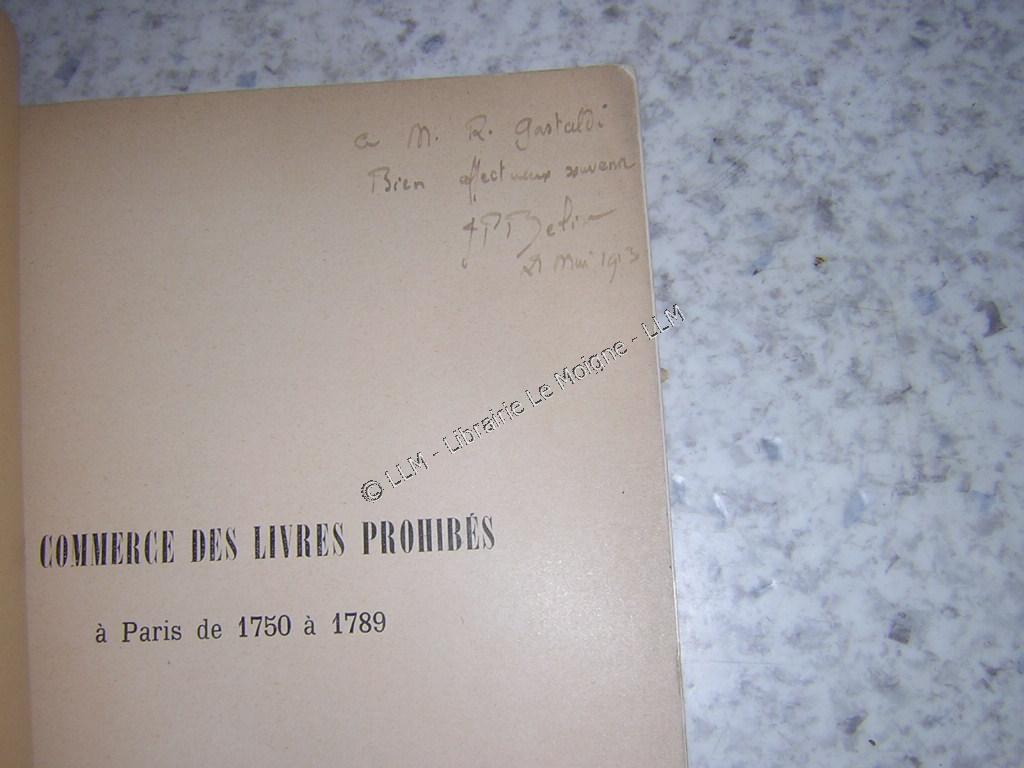 a M. R. Gastaldi
Bien affectueux souvenir
JP Belin
21 Mai 1913
© LLM - Librairie Le Moigne - LLM
COMMERCE DES LIVRES PROHIBÉS
à Paris de 1750 à 1789